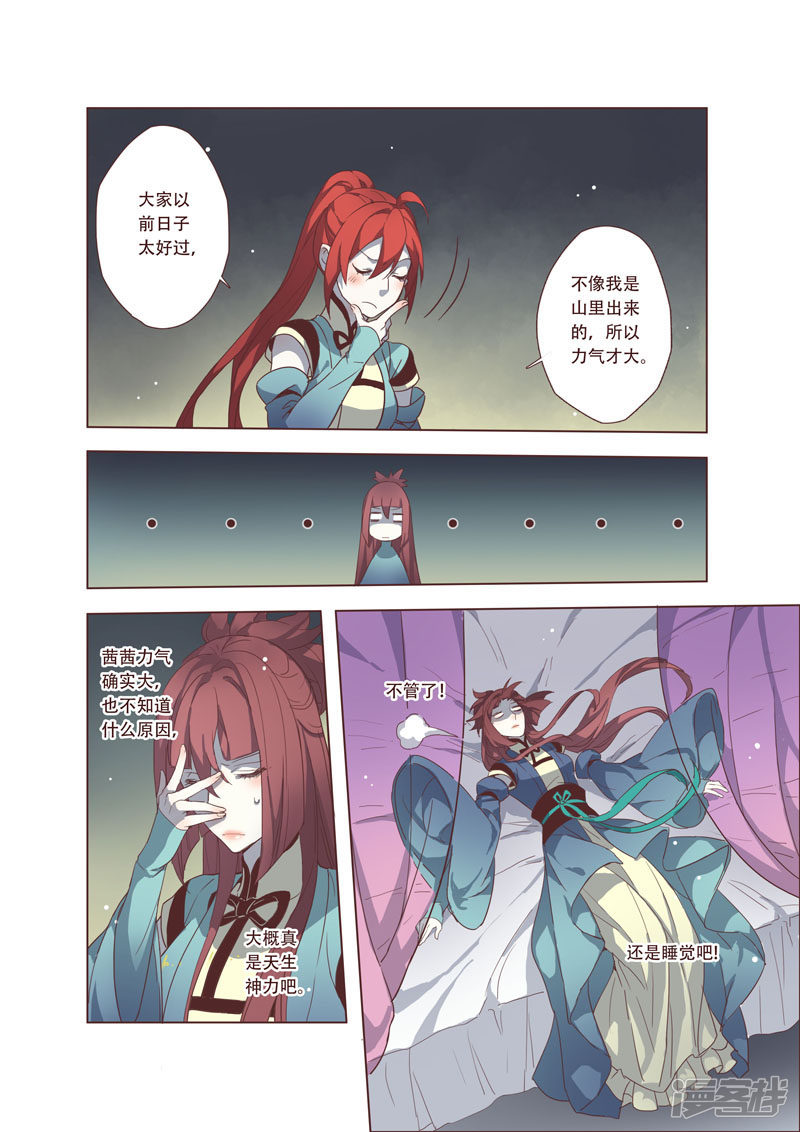 大家以
前日子
太好过,
不像我是
山里出来
的，所以
力气才大。
茜茜力气
确实大,
也不知道
什么原因,
大概真
是天生
神力吧。
不管了!
还是睡觉吧!
漫客栈